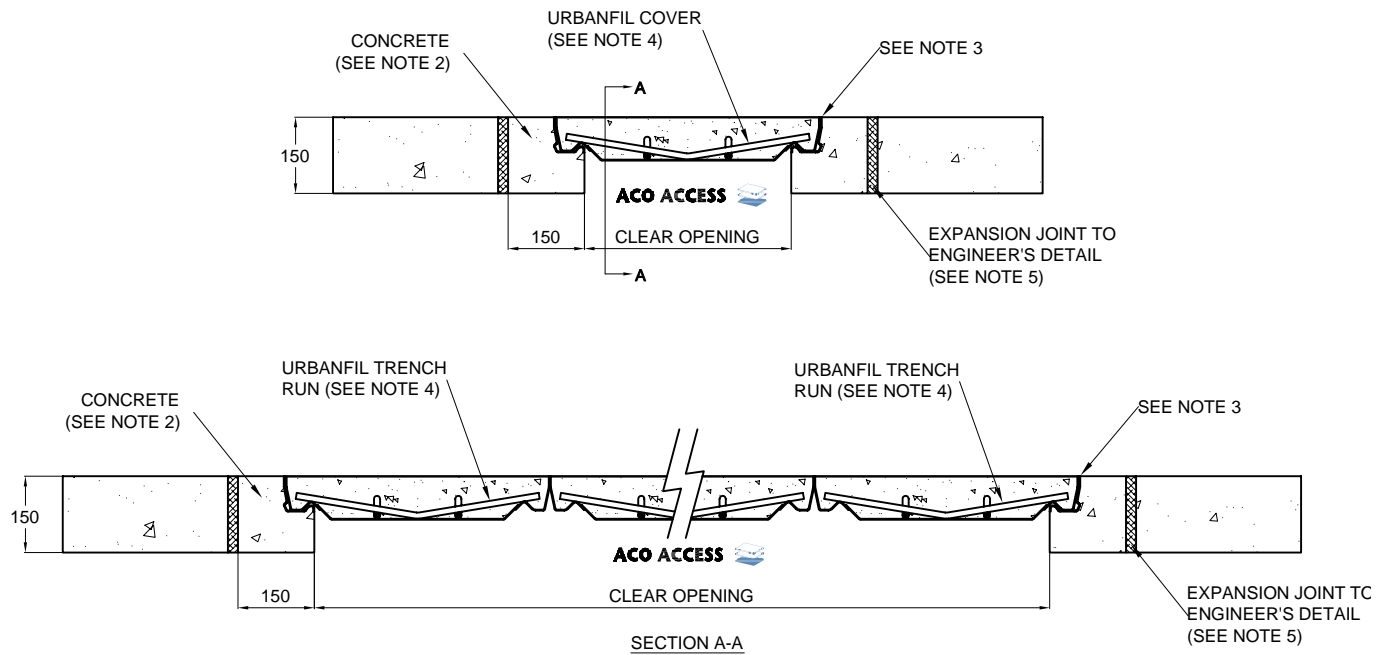 URBANFIL COVER
(SEE NOTE 4)
CONCRETE
(SEE NOTE 2)
SEE NOTE 3
A
150
ACO ACCESS
150
CLEAR OPENING
A
EXPANSION JOINT TO
ENGINEER'S DETAIL
(SEE NOTE 5)
URBANFIL TRENCH
RUN (SEE NOTE 4)
URBANFIL TRENCH
RUN (SEE NOTE 4)
CONCRETE
(SEE NOTE 2)
SEE NOTE 3
150
ACO ACCESS
150
CLEAR OPENING
EXPANSION JOINT TO
ENGINEER'S DETAIL
(SEE NOTE 5)
SECTION A-A